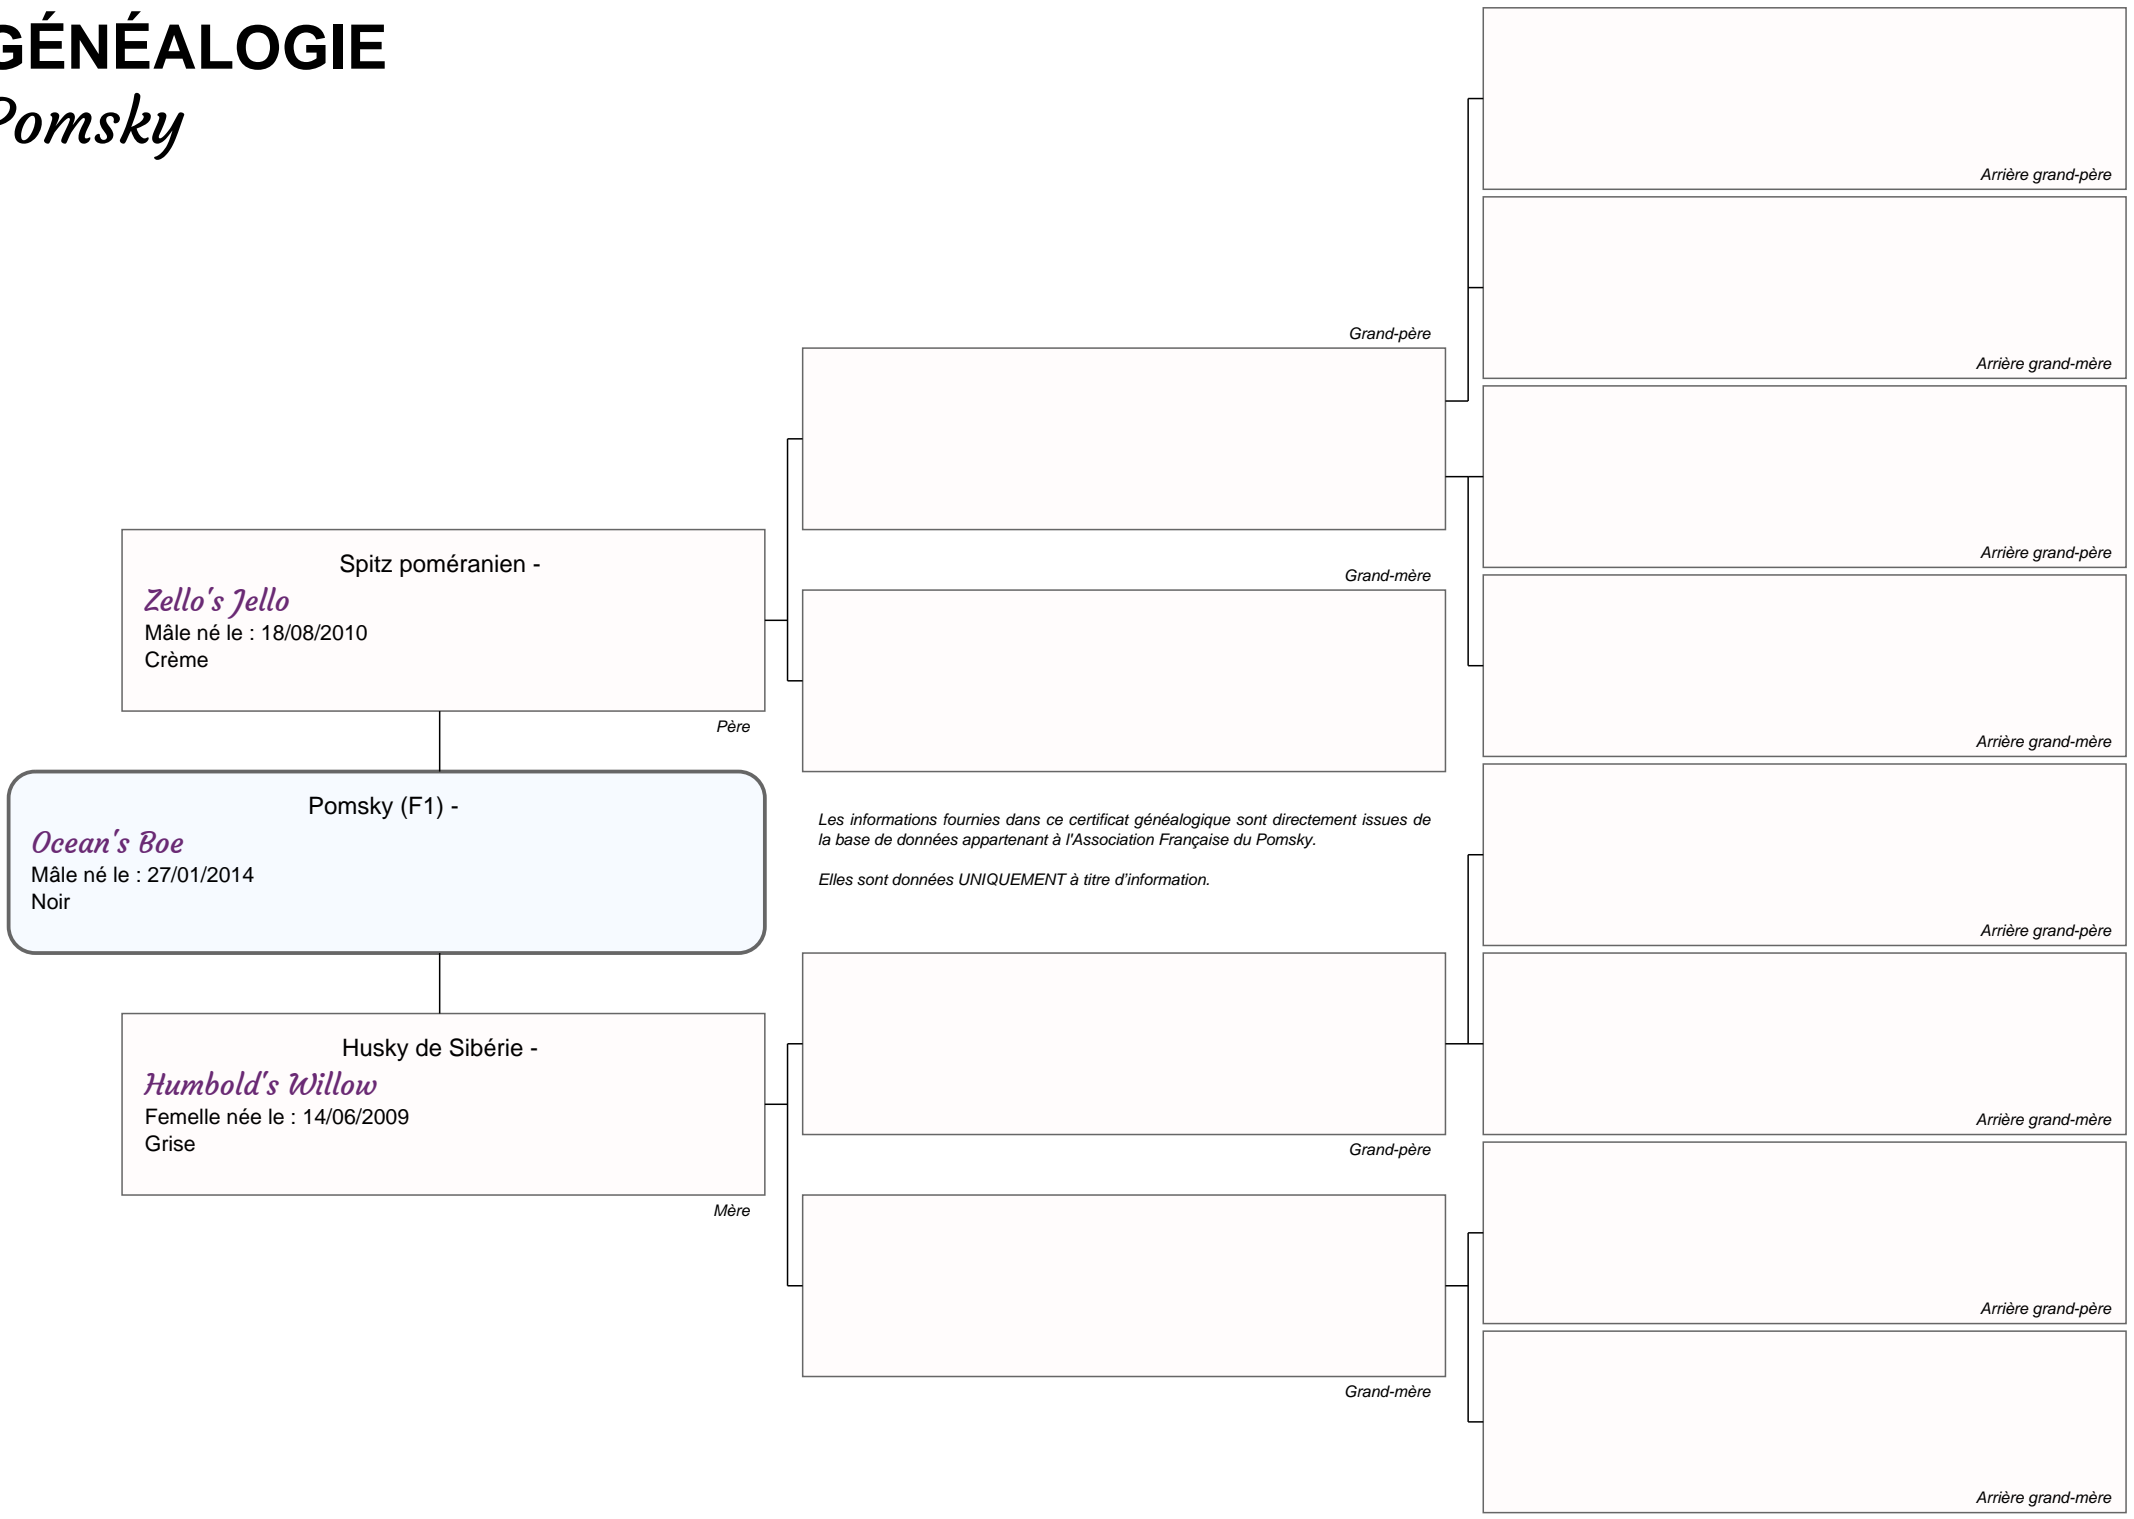 GÉNÉALOGIE
Pomsky
Arrière grand-père
Arrière grand-mère
Grand-père
Arrière grand-père
Spitz poméranien -
Zello's Jello
Mâle né le : 18/08/2010
Crème
Père
Grand-mère
Arrière grand-mère
Pomsky (F1) -
Ocean's Boe
Mâle né le : 27/01/2014
Noir
Les informations fournies dans ce certificat généalogique sont directement issues de
la base de données appartenant à l'Association Française du Pomsky.
Elles sont données UNIQUEMENT à titre d'information.
Arrière grand-père
Husky de Sibérie -
Humbold's Willow
Femelle née le : 14/06/2009
Grise
Mère
Grand-père
Arrière grand-mère
Arrière grand-père
Grand-mère
Arrière grand-mère